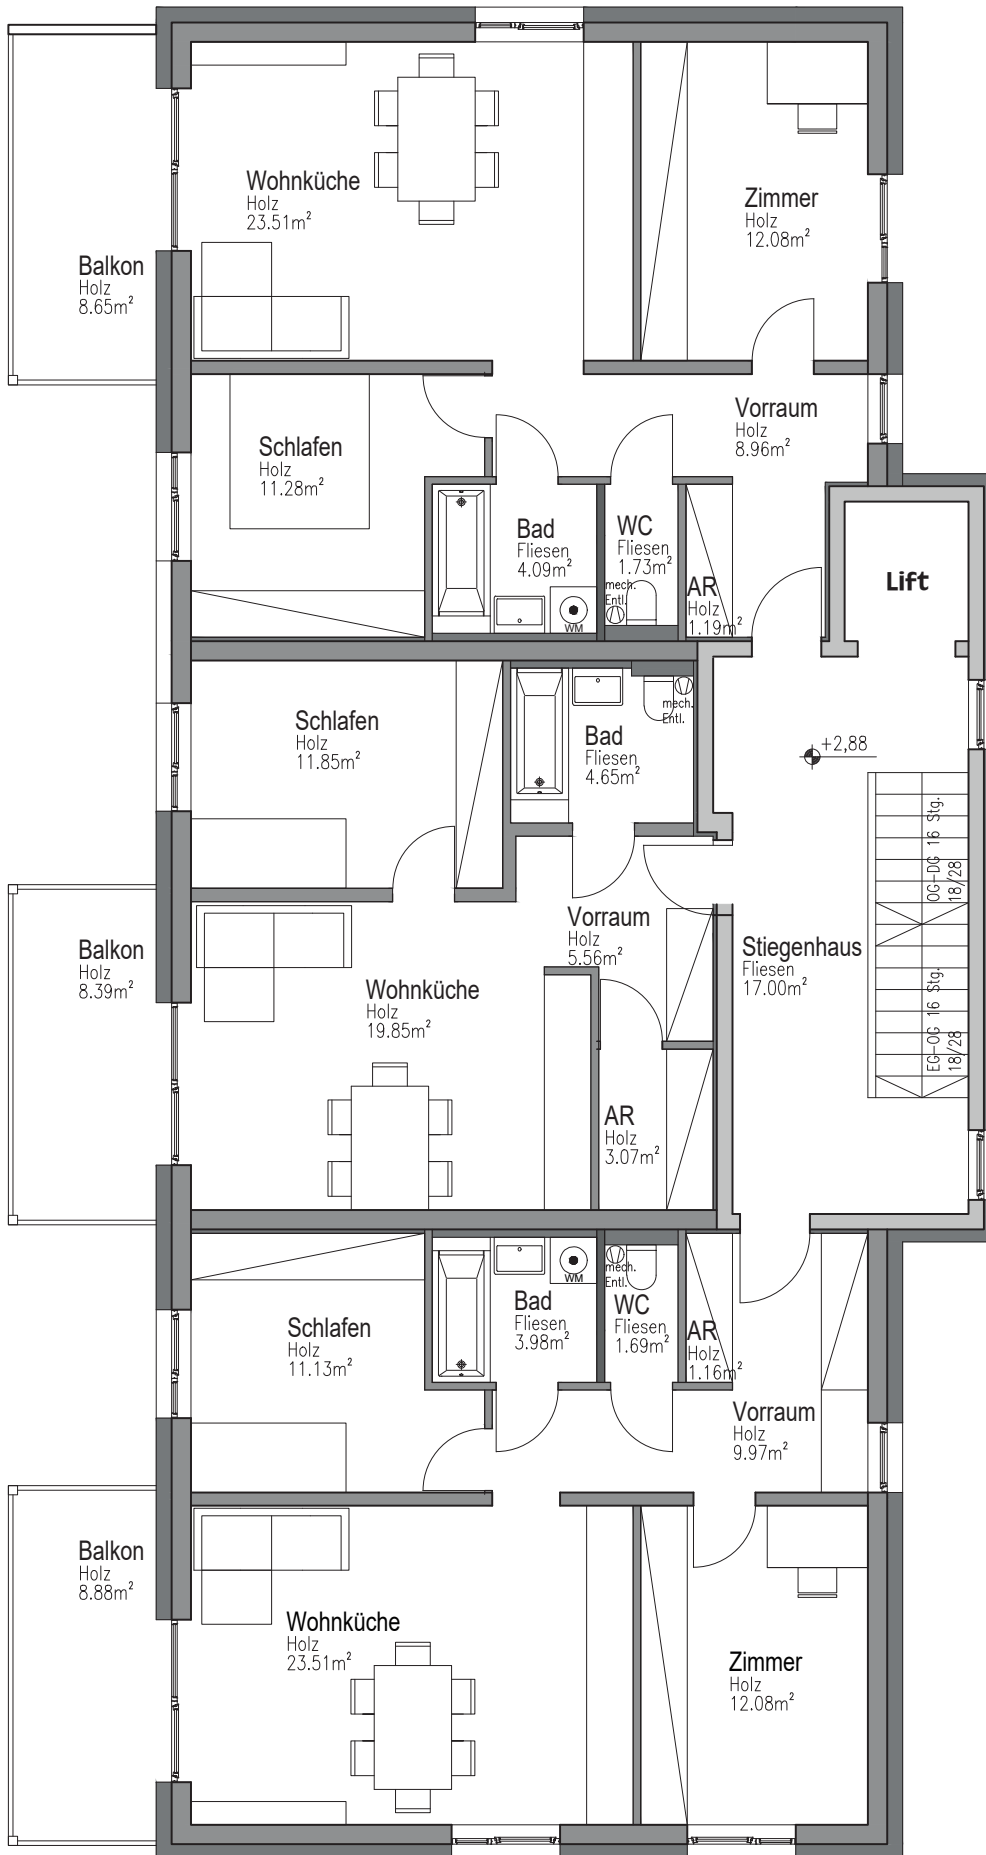 Wohnküche
Holz
23.51m²
Zimmer
Holz
12.08m²
Balkon
Holz
8.65m²
Vorraum
Holz
8.96m²
Schlafen
Holz
11.28m²
Bad
Fliesen
4.09m²
WM
WC
Fliesen
1.73m²
mech.
Entl.
AR
Holz
1.19m²
Lift
Schlafen
Holz
11.85m²
Bad
Fliesen
4.65m²
mech.
Entl.
+2,88
OG-DG 16 Stg.
18/28
EG-OG 16 Stg.
18/28
Balkon
Holz
8.39m²
Vorraum
Holz
5.56m²
Stiegenhaus
Fliesen
17.00m²
Wohnküche
Holz
19.85m²
AR
Holz
3.07m²
Schlafen
Holz
11.13m²
WM
Bad
Fliesen
3.98m²
mech.
Entl.
WC
Fliesen
1.69m²
AR
Holz
1.16m²
Vorraum
Holz
9.97m²
Balkon
Holz
8.88m²
Wohnküche
Holz
23.51m²
Zimmer
Holz
12.08m²